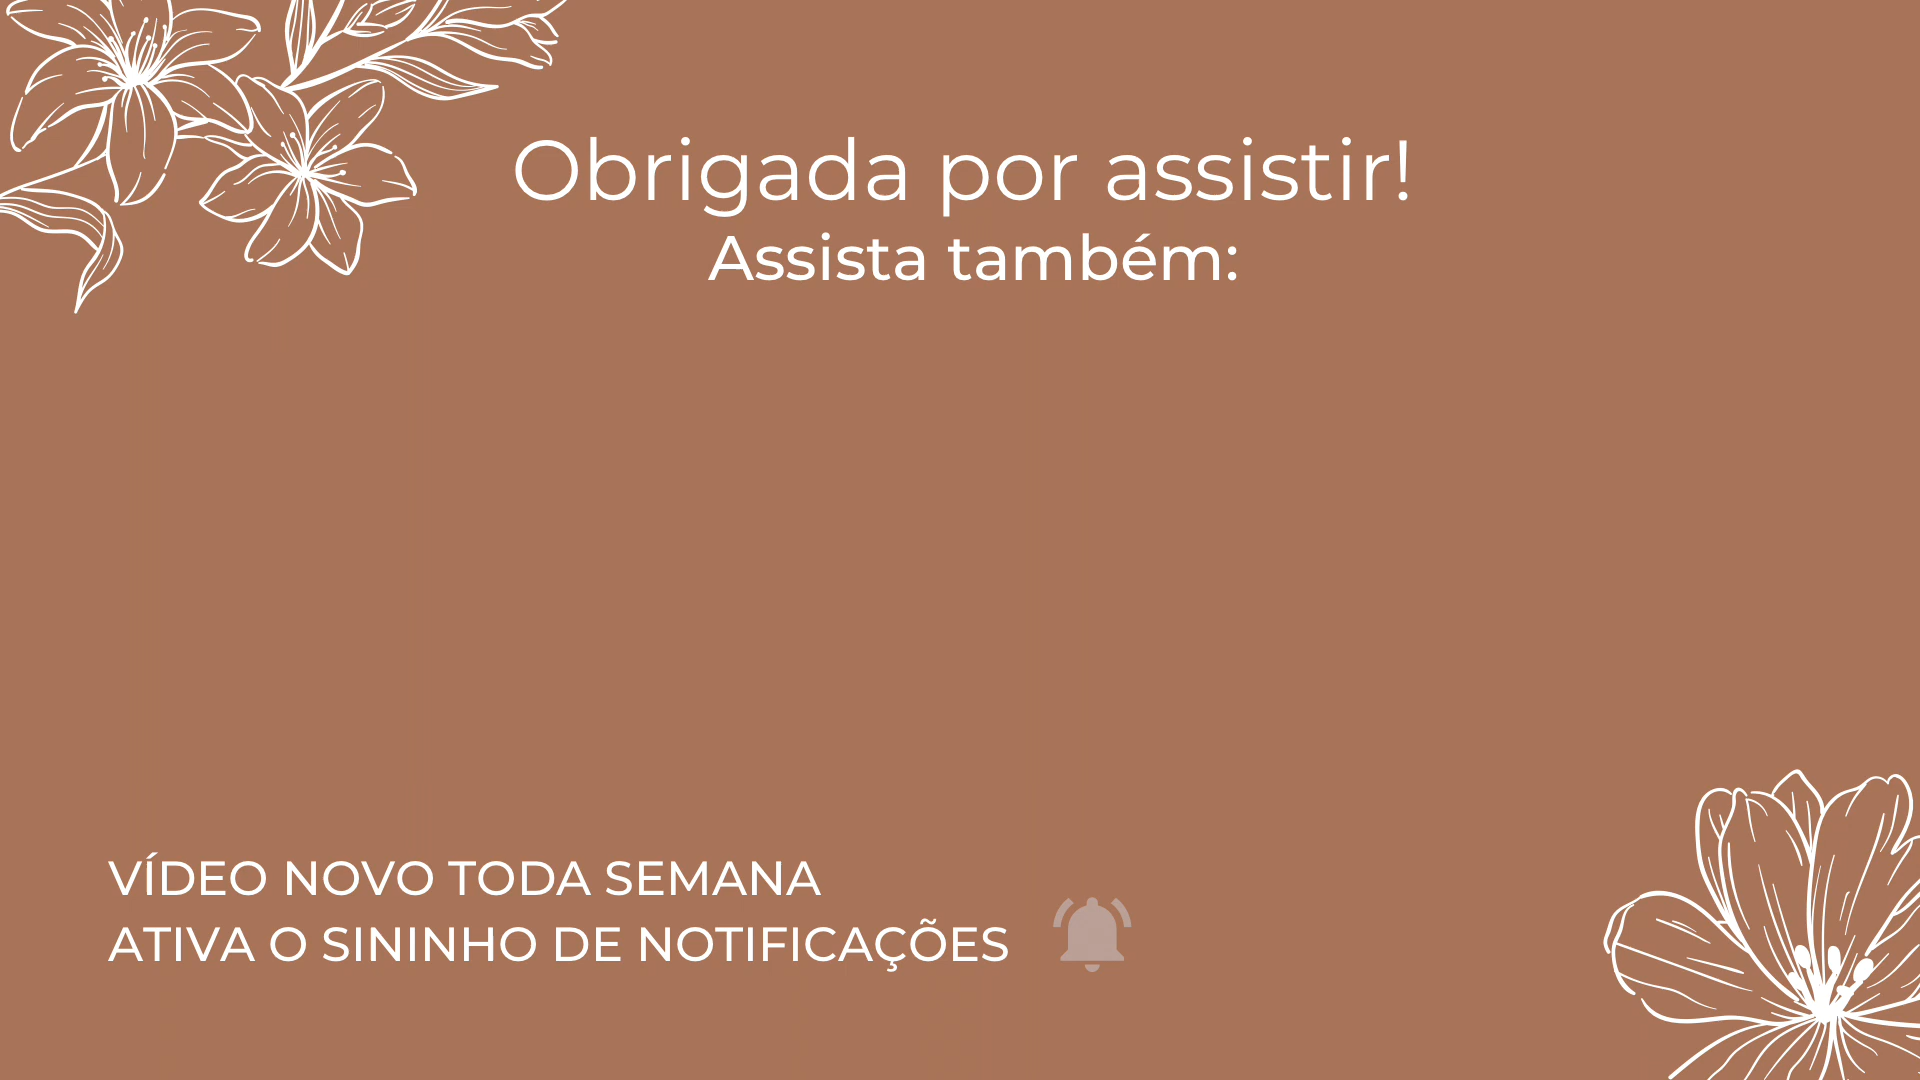 Obrigada por assistir!
Assista também:
VÍDEO NOVO TODA SEMANA
ATIVA O SININHO DE NOTIFICAÇÕES